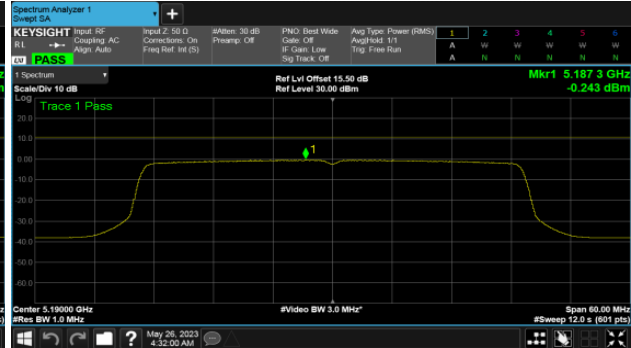 Spectrum Analyzer 1
Swept SA
+
KEYSIGHT Input: RF Input Z: 50 Ω #Atten: 30 dB PNO: Best Wide Avg Type: Power (RMS) 1 2 3 4 5 6
RL Coupling: AC Corrections: On Preamp: Off Gate: Off Avg|Hold: 1/1 A W W W W W
Align: Auto Freq Ref: Int (S) IF Gain: Low Trig: Free Run
LXI PASS Sig Track: Off A N N N N N
1 Spectrum Ref Lvl Offset 15.50 dB Mkr1 5.187 3 GHz
Scale/Div 10 dB Ref Level 30.00 dBm -0.243 dBm
Log
Trace 1 Pass
20.0
10.0
1
0.00
-10.0
-20.0
-30.0
-40.0
-50.0
-60.0
Center 5.19000 GHz #Video BW 3.0 MHz* Span 60.00 MHz
#Res BW 1.0 MHz #Sweep 12.0 s (601 pts)
? May 26, 2023
4:32:00 AM